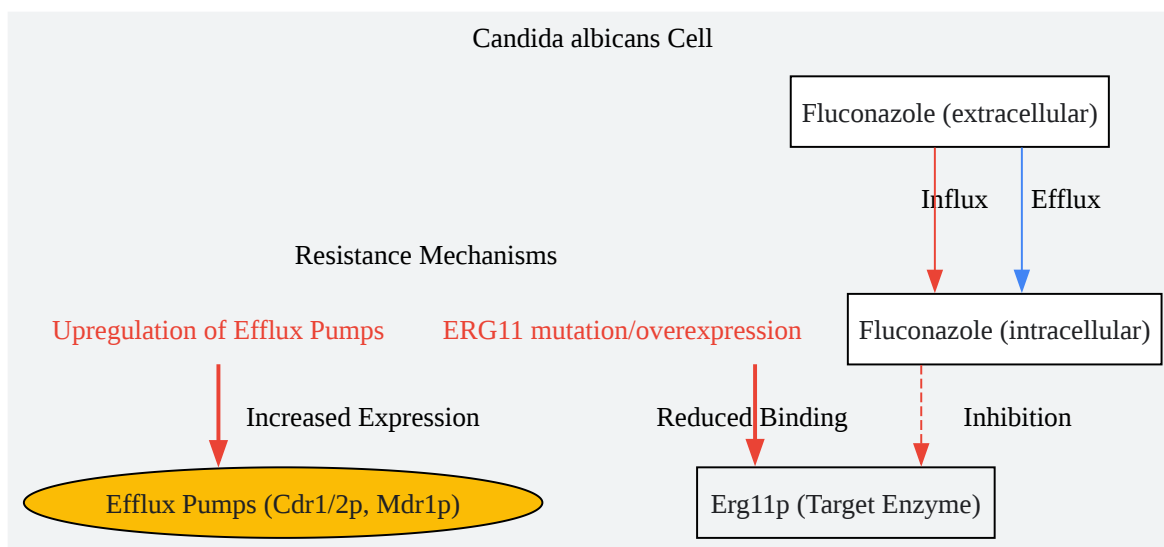 Candida albicans Cell
Fluconazole (extracellular)
Influx
Efflux
Resistance Mechanisms
Upregulation of Efflux Pumps
ERG11 mutation/overexpression
Fluconazole (intracellular)
Increased Expression
Reduced Binding
Inhibition
Efflux Pumps (Cdr1/2p, Mdr1p)
Erg11p (Target Enzyme)